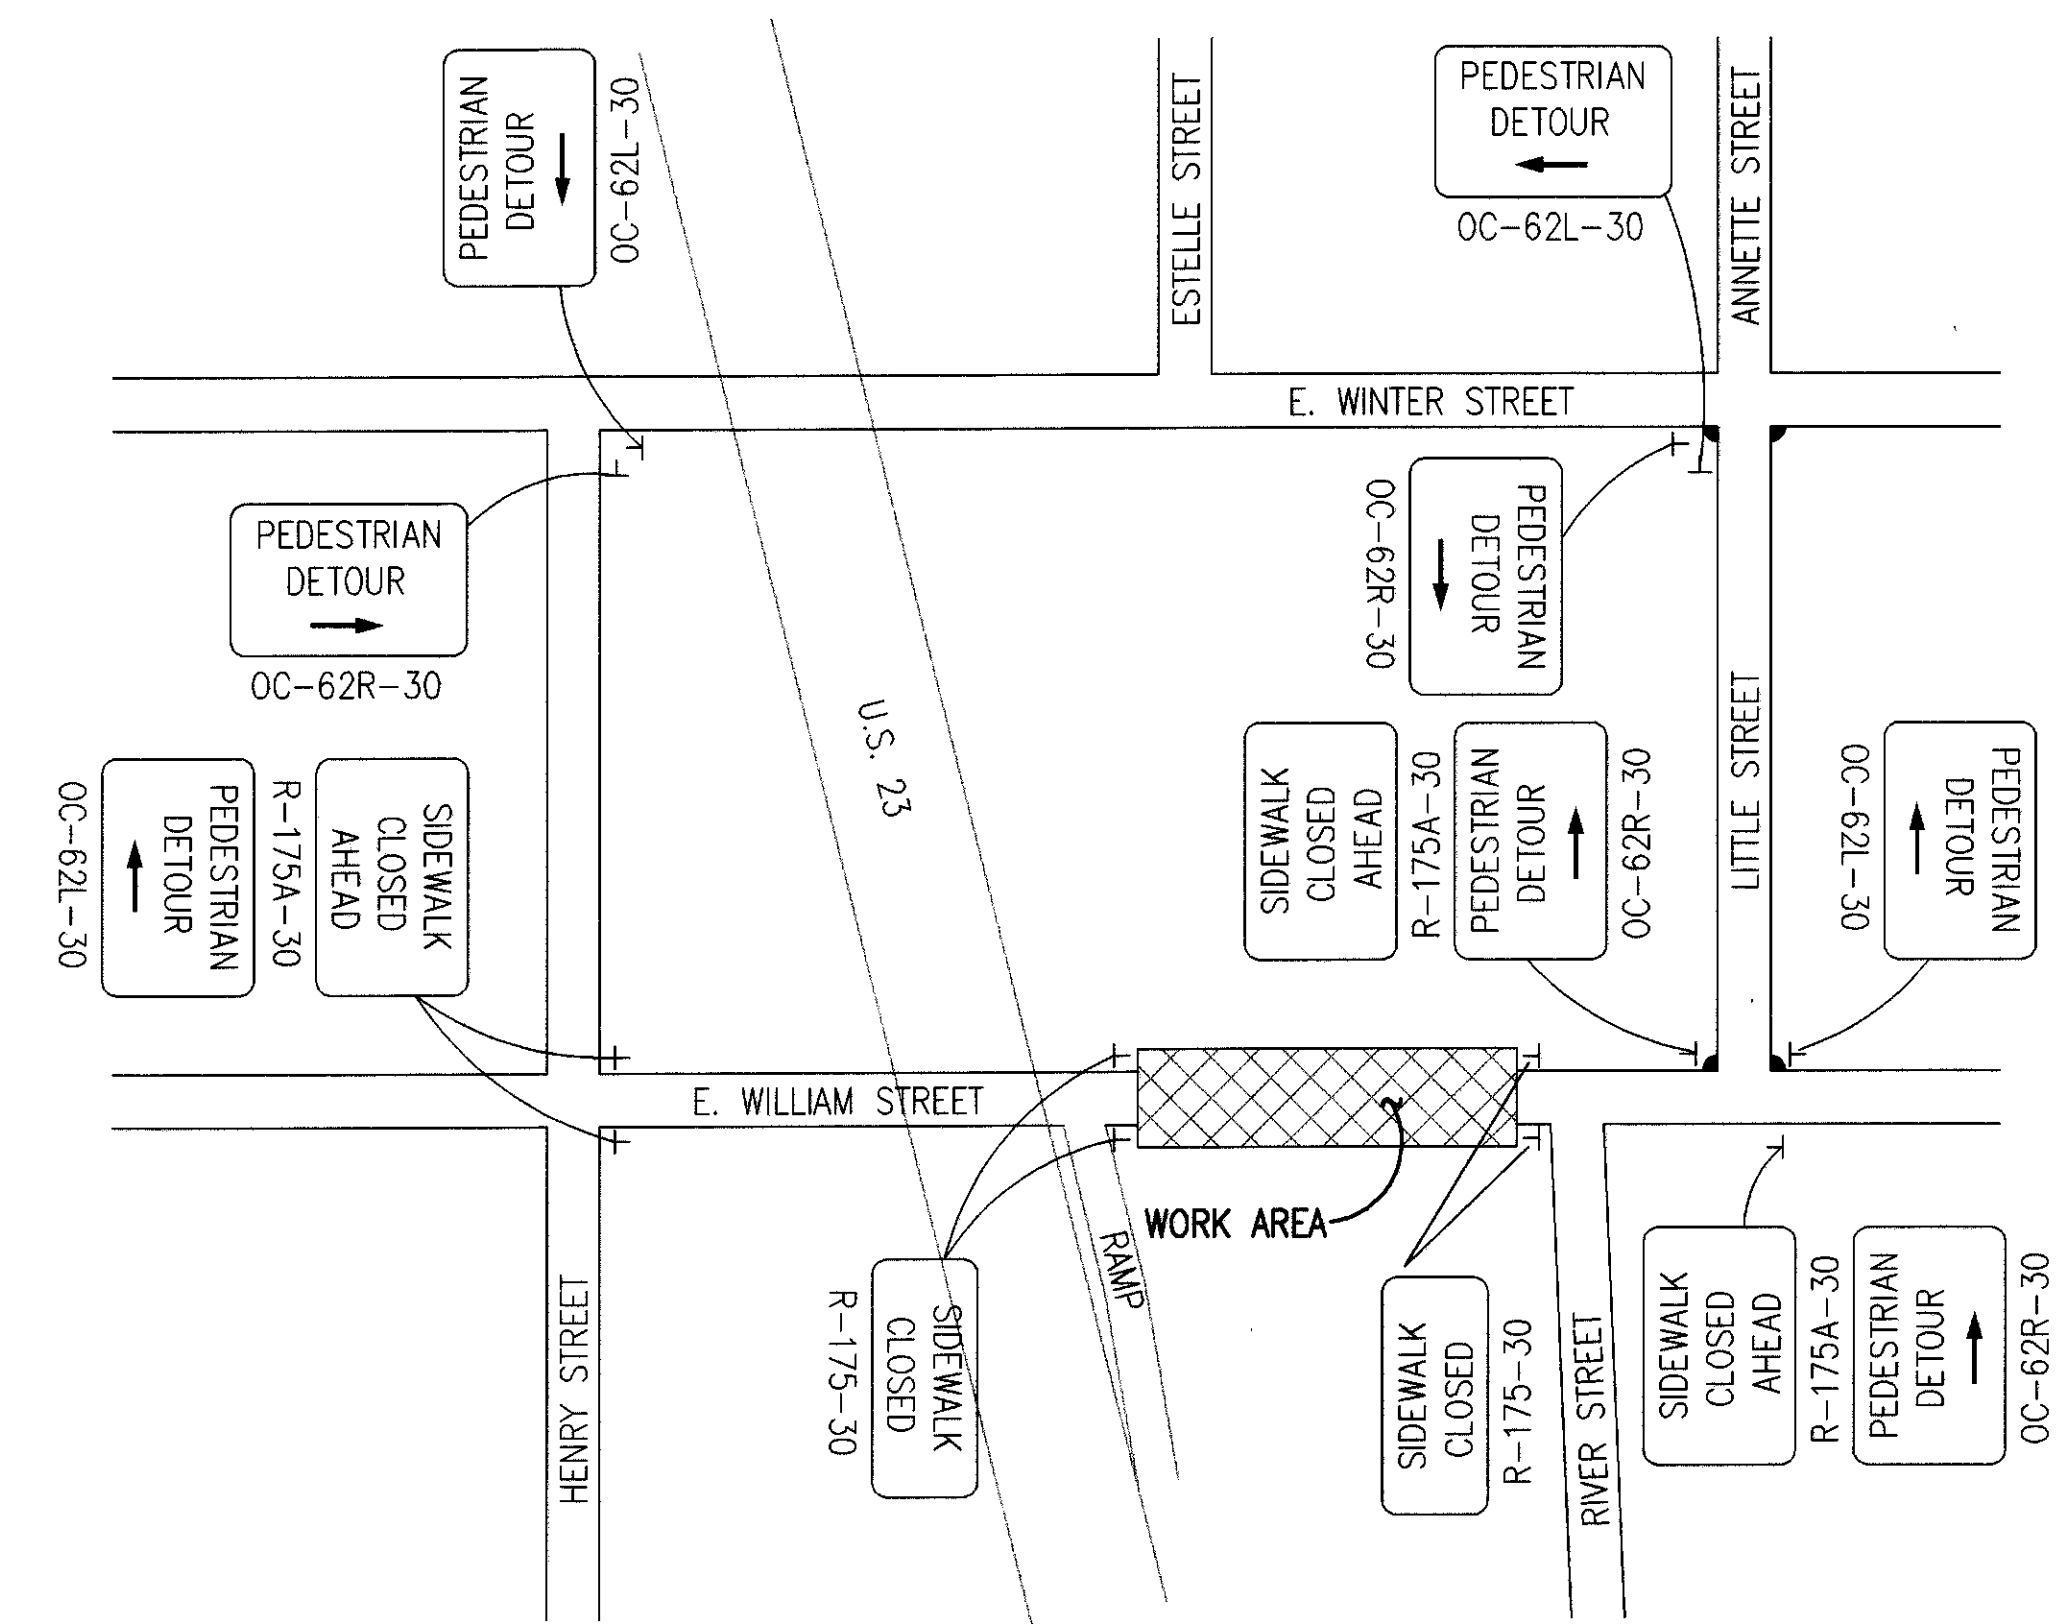 PEDESTRIAN
DETOUR
OC-62L-30
ESTELLE STREET
PEDESTRIAN
DETOUR
OC-62L-30
ANNETTE STREET
E. WINTER STREET
PEDESTRIAN
DETOUR
OC-62R-30
PEDESTRIAN
DETOUR
OC-62R-30
U.S. 23
LITTLE STREET
PEDESTRIAN
DETOUR
OC-62L-30
SIDEWALK
CLOSED
AHEAD
R-175A-30
SIDEWALK
CLOSED
AHEAD
R-175A-30
PEDESTRIAN
DETOUR
OC-62R-30
PEDESTRIAN
DETOUR
OC-62L-30
E. WILLIAM STREET
WORK AREA
RAMP
HENRY STREET
SIDEWALK
CLOSED
R-175-30
SIDEWALK
CLOSED
R-175-30
RIVER STREET
SIDEWALK
CLOSED
AHEAD
R-175A-30
PEDESTRIAN
DETOUR
OC-62R-30